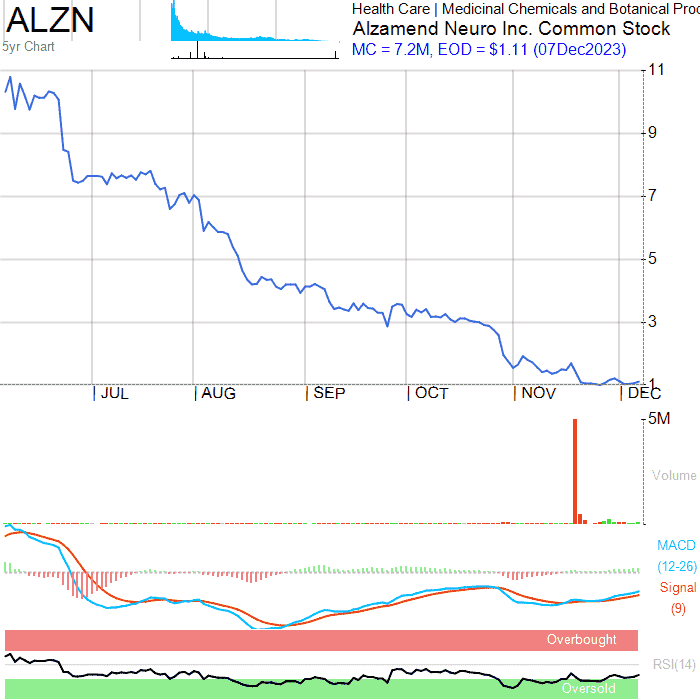 ALZN
5yr Chart
Health Care | Medicinal Chemicals and Botanical Pro
Alzamend Neuro Inc. Common Stock
MC = 7.2M, EOD = $1.11 (07Dec2023)
11
9
7
5
3
1
JUL
AUG
SEP
OCT
NOV
DEC
5M
Volume
MACD
(12-26)
Signal
(9)
Overbought
RSI(14)
Oversold